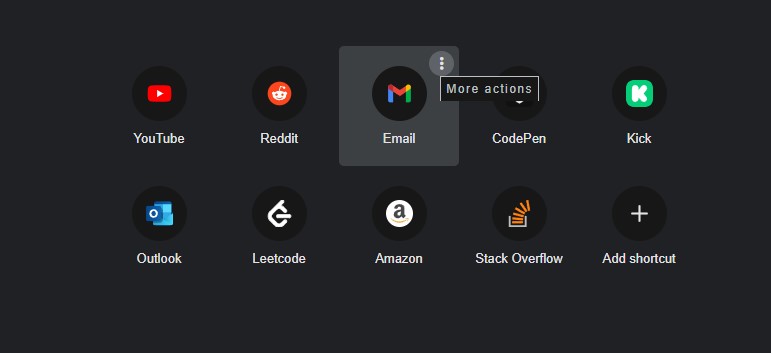 More actions
YouTube
Reddit
Email
CodePen
Kick
Outlook
Leetcode
Amazon
Stack Overflow
Add shortcut